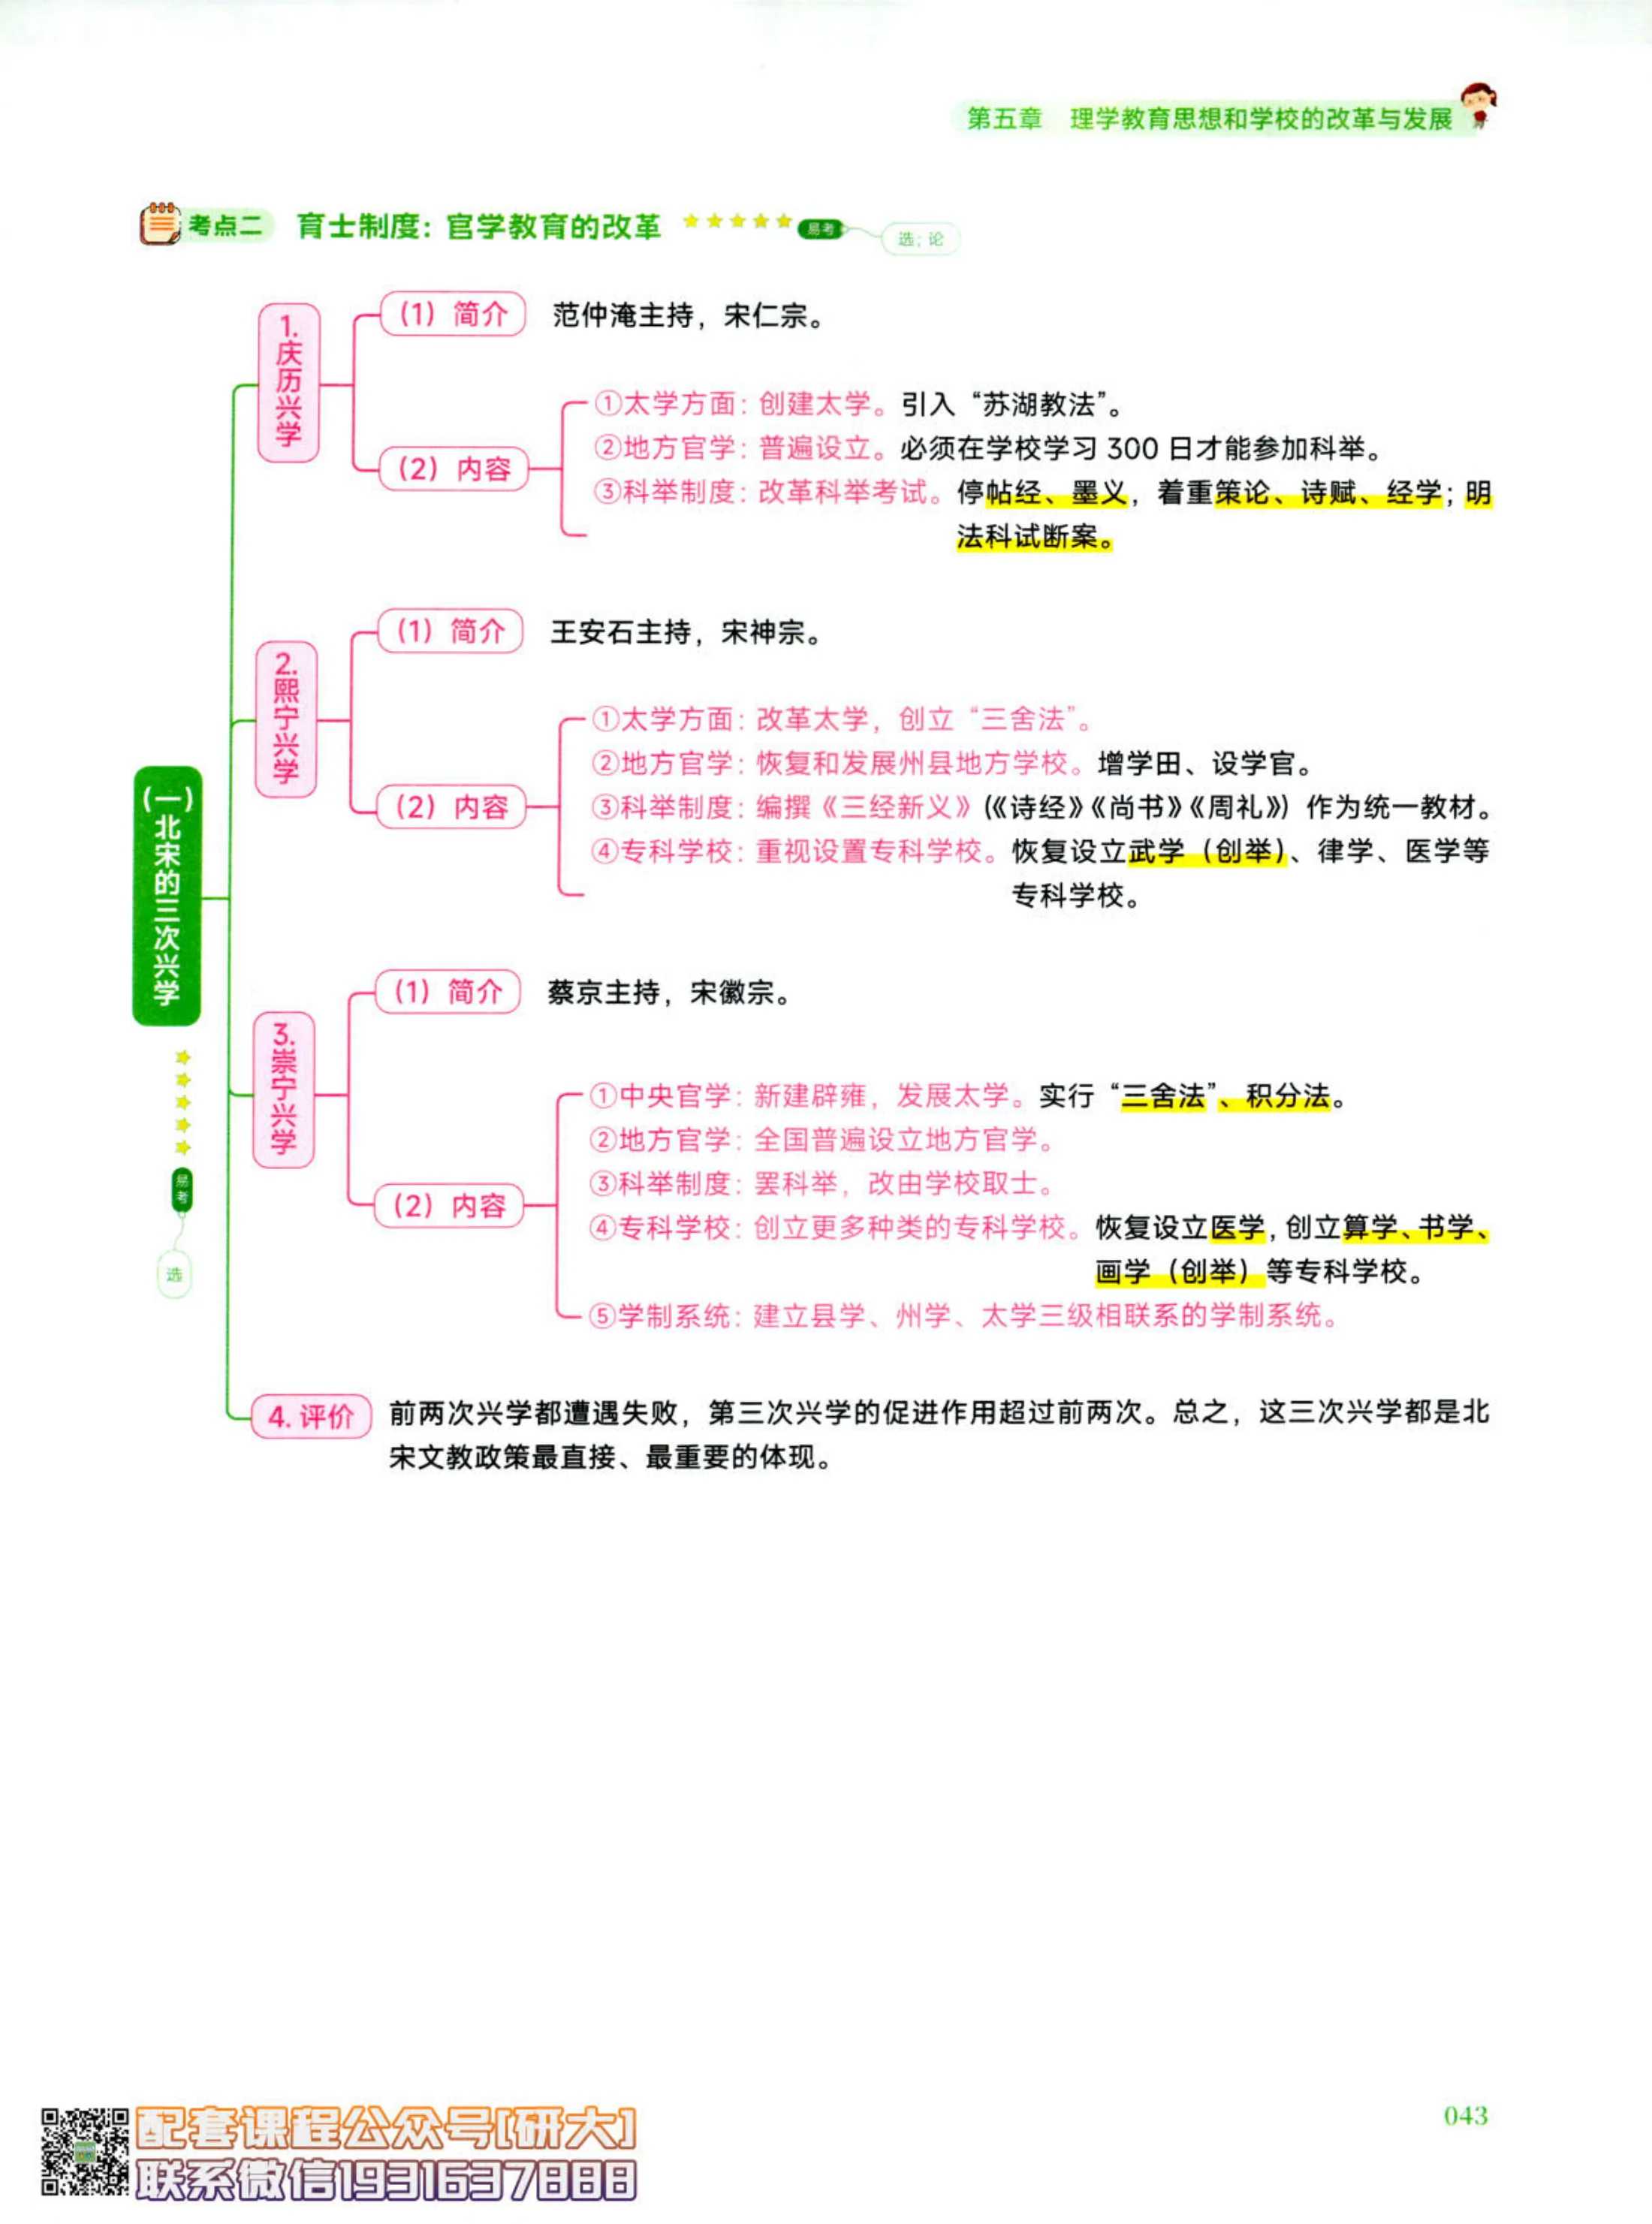 第五章 理学教育思想和学校的改革与发展
考点二 育士制度：官学教育的改革 易考 选；论
(一)北宋的三次兴学
易考
选
1.庆历兴学
(1) 简介 范仲淹主持，宋仁宗。
(2) 内容
①太学方面：创建太学。引入“苏湖教法”。
②地方官学：普遍设立。必须在学校学习 300 日才能参加科举。
③科举制度：改革科举考试。停帖经、墨义，着重策论、诗赋、经学；明
法科试断案。
2.熙宁兴学
(1) 简介 王安石主持，宋神宗。
(2) 内容
①太学方面：改革太学，创立“三舍法”。
②地方官学：恢复和发展州县地方学校。增学田、设学官。
③科举制度：编撰《三经新义》(《诗经》《尚书》《周礼》) 作为统一教材。
④专科学校：重视设置专科学校。恢复设立武学（创举）、律学、医学等
专科学校。
3.崇宁兴学
(1) 简介 蔡京主持，宋徽宗。
(2) 内容
①中央官学：新建辟雍，发展太学。实行“三舍法”、积分法。
②地方官学：全国普遍设立地方官学。
③科举制度：罢科举，改由学校取士。
④专科学校：创立更多种类的专科学校。恢复设立医学，创立算学、书学、
画学（创举）等专科学校。
⑤学制系统：建立县学、州学、太学三级相联系的学制系统。
4. 评价 前两次兴学都遭遇失败，第三次兴学的促进作用超过前两次。总之，这三次兴学都是北
宋文教政策最直接、最重要的体现。
043
配套课程公众号[研大]
联系微信1931637888